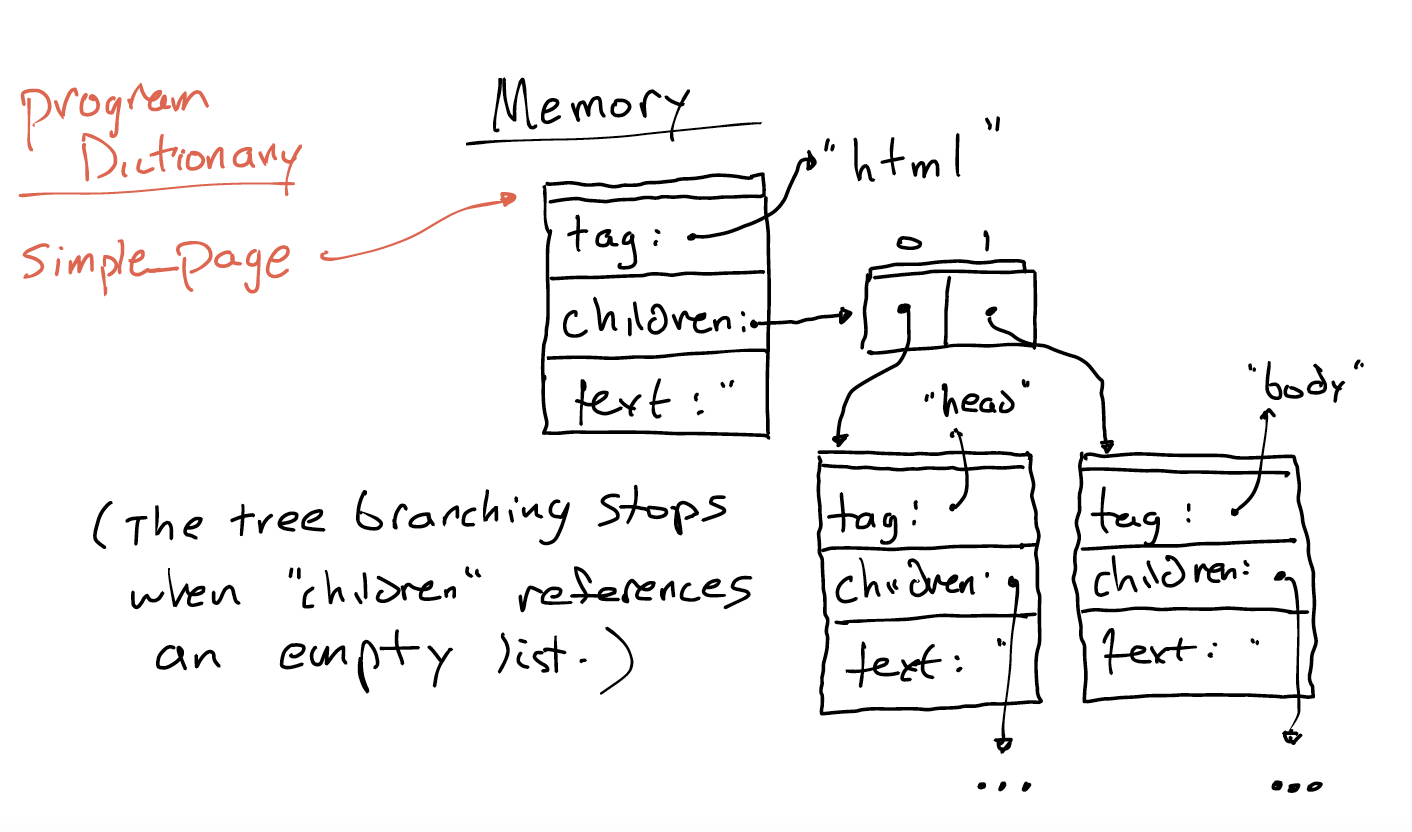 Program
Dictionary
Memory
simple_page
"html"
tag:
children:
text: "
0 1
"head"
"body"
tag:
children:
text: "
tag:
children:
text: "
(The tree branching stops
when "children" references
an empty list.)
...
...